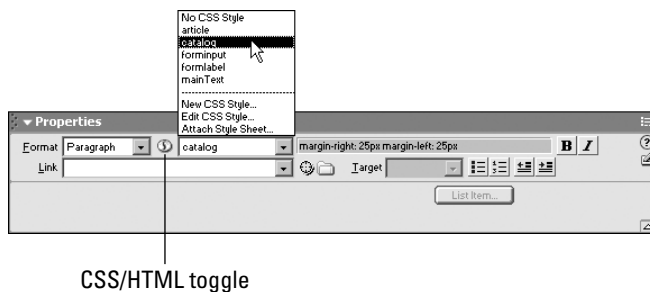 No CSS Style
article
catalog
forminput
formlabel
mainText
New CSS Style...
Edit CSS Style...
Attach Style Sheet...
Properties
Format Paragraph catalog margin-right: 25px margin-left: 25px B I
Link Target
List Item...
CSS/HTML toggle